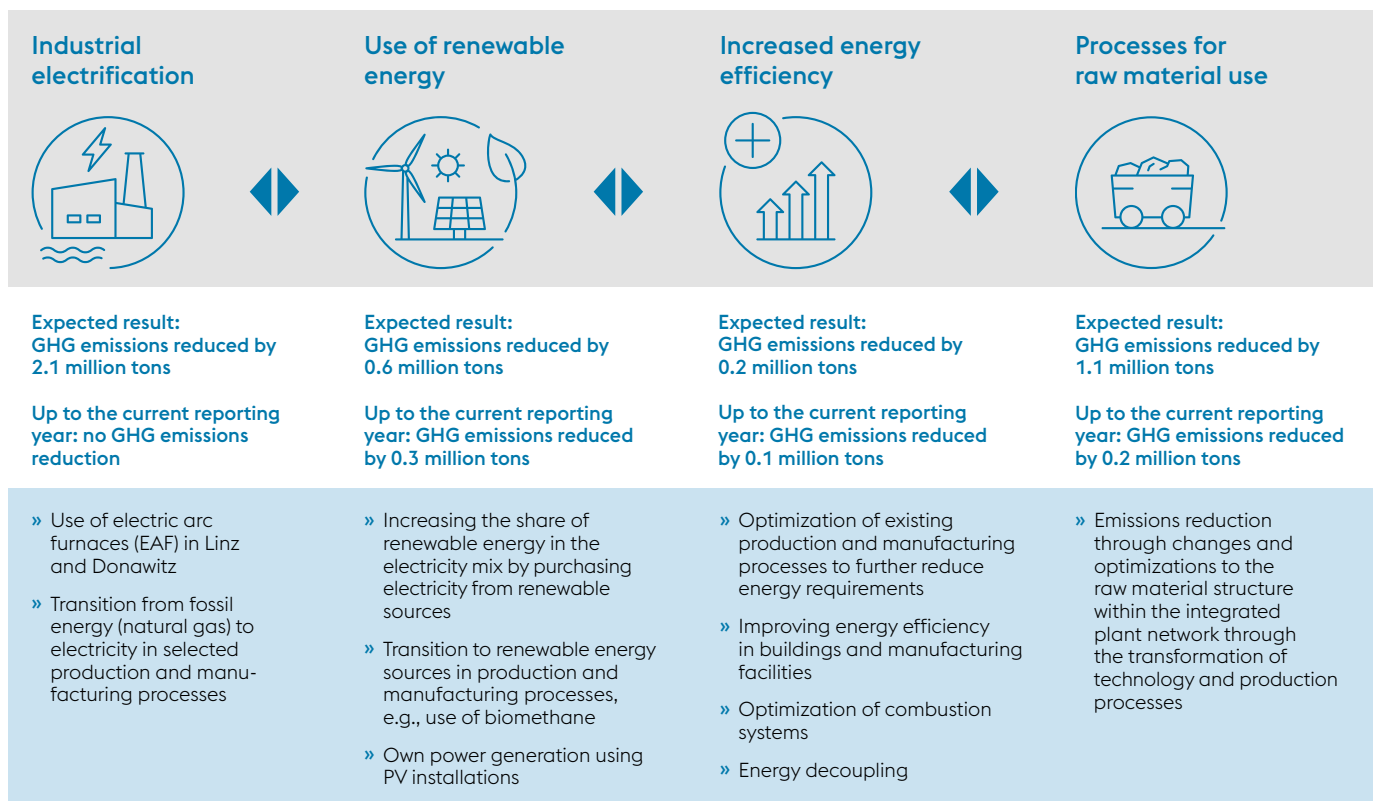 Industrial
electrification
Use of renewable
energy
Increased energy
efficiency
Processes for
raw material use
Expected result:
GHG emissions reduced by
2.1 million tons
Up to the current reporting
year: no GHG emissions
reduction
Expected result:
GHG emissions reduced by
0.6 million tons
Up to the current reporting
year: GHG emissions reduced
by 0.3 million tons
Expected result:
GHG emissions reduced by
0.2 million tons
Up to the current reporting
year: GHG emissions reduced
by 0.1 million tons
Expected result:
GHG emissions reduced by
1.1 million tons
Up to the current reporting
year: GHG emissions reduced
by 0.2 million tons
» Use of electric arc
furnaces (EAF) in Linz
and Donawitz
» Transition from fossil
energy (natural gas) to
electricity in selected
production and manu-
facturing processes
» Increasing the share of
renewable energy in the
electricity mix by purchasing
electricity from renewable
sources
» Transition to renewable energy
sources in production and
manufacturing processes,
e.g., use of biomethane
» Own power generation using
PV installations
» Optimization of existing
production and manufacturing
processes to further reduce
energy requirements
» Improving energy efficiency
in buildings and manufacturing
facilities
» Optimization of combustion
systems
» Energy decoupling
» Emissions reduction
through changes and
optimizations to the
raw material structure
within the integrated
plant network through
the transformation of
technology and production
processes